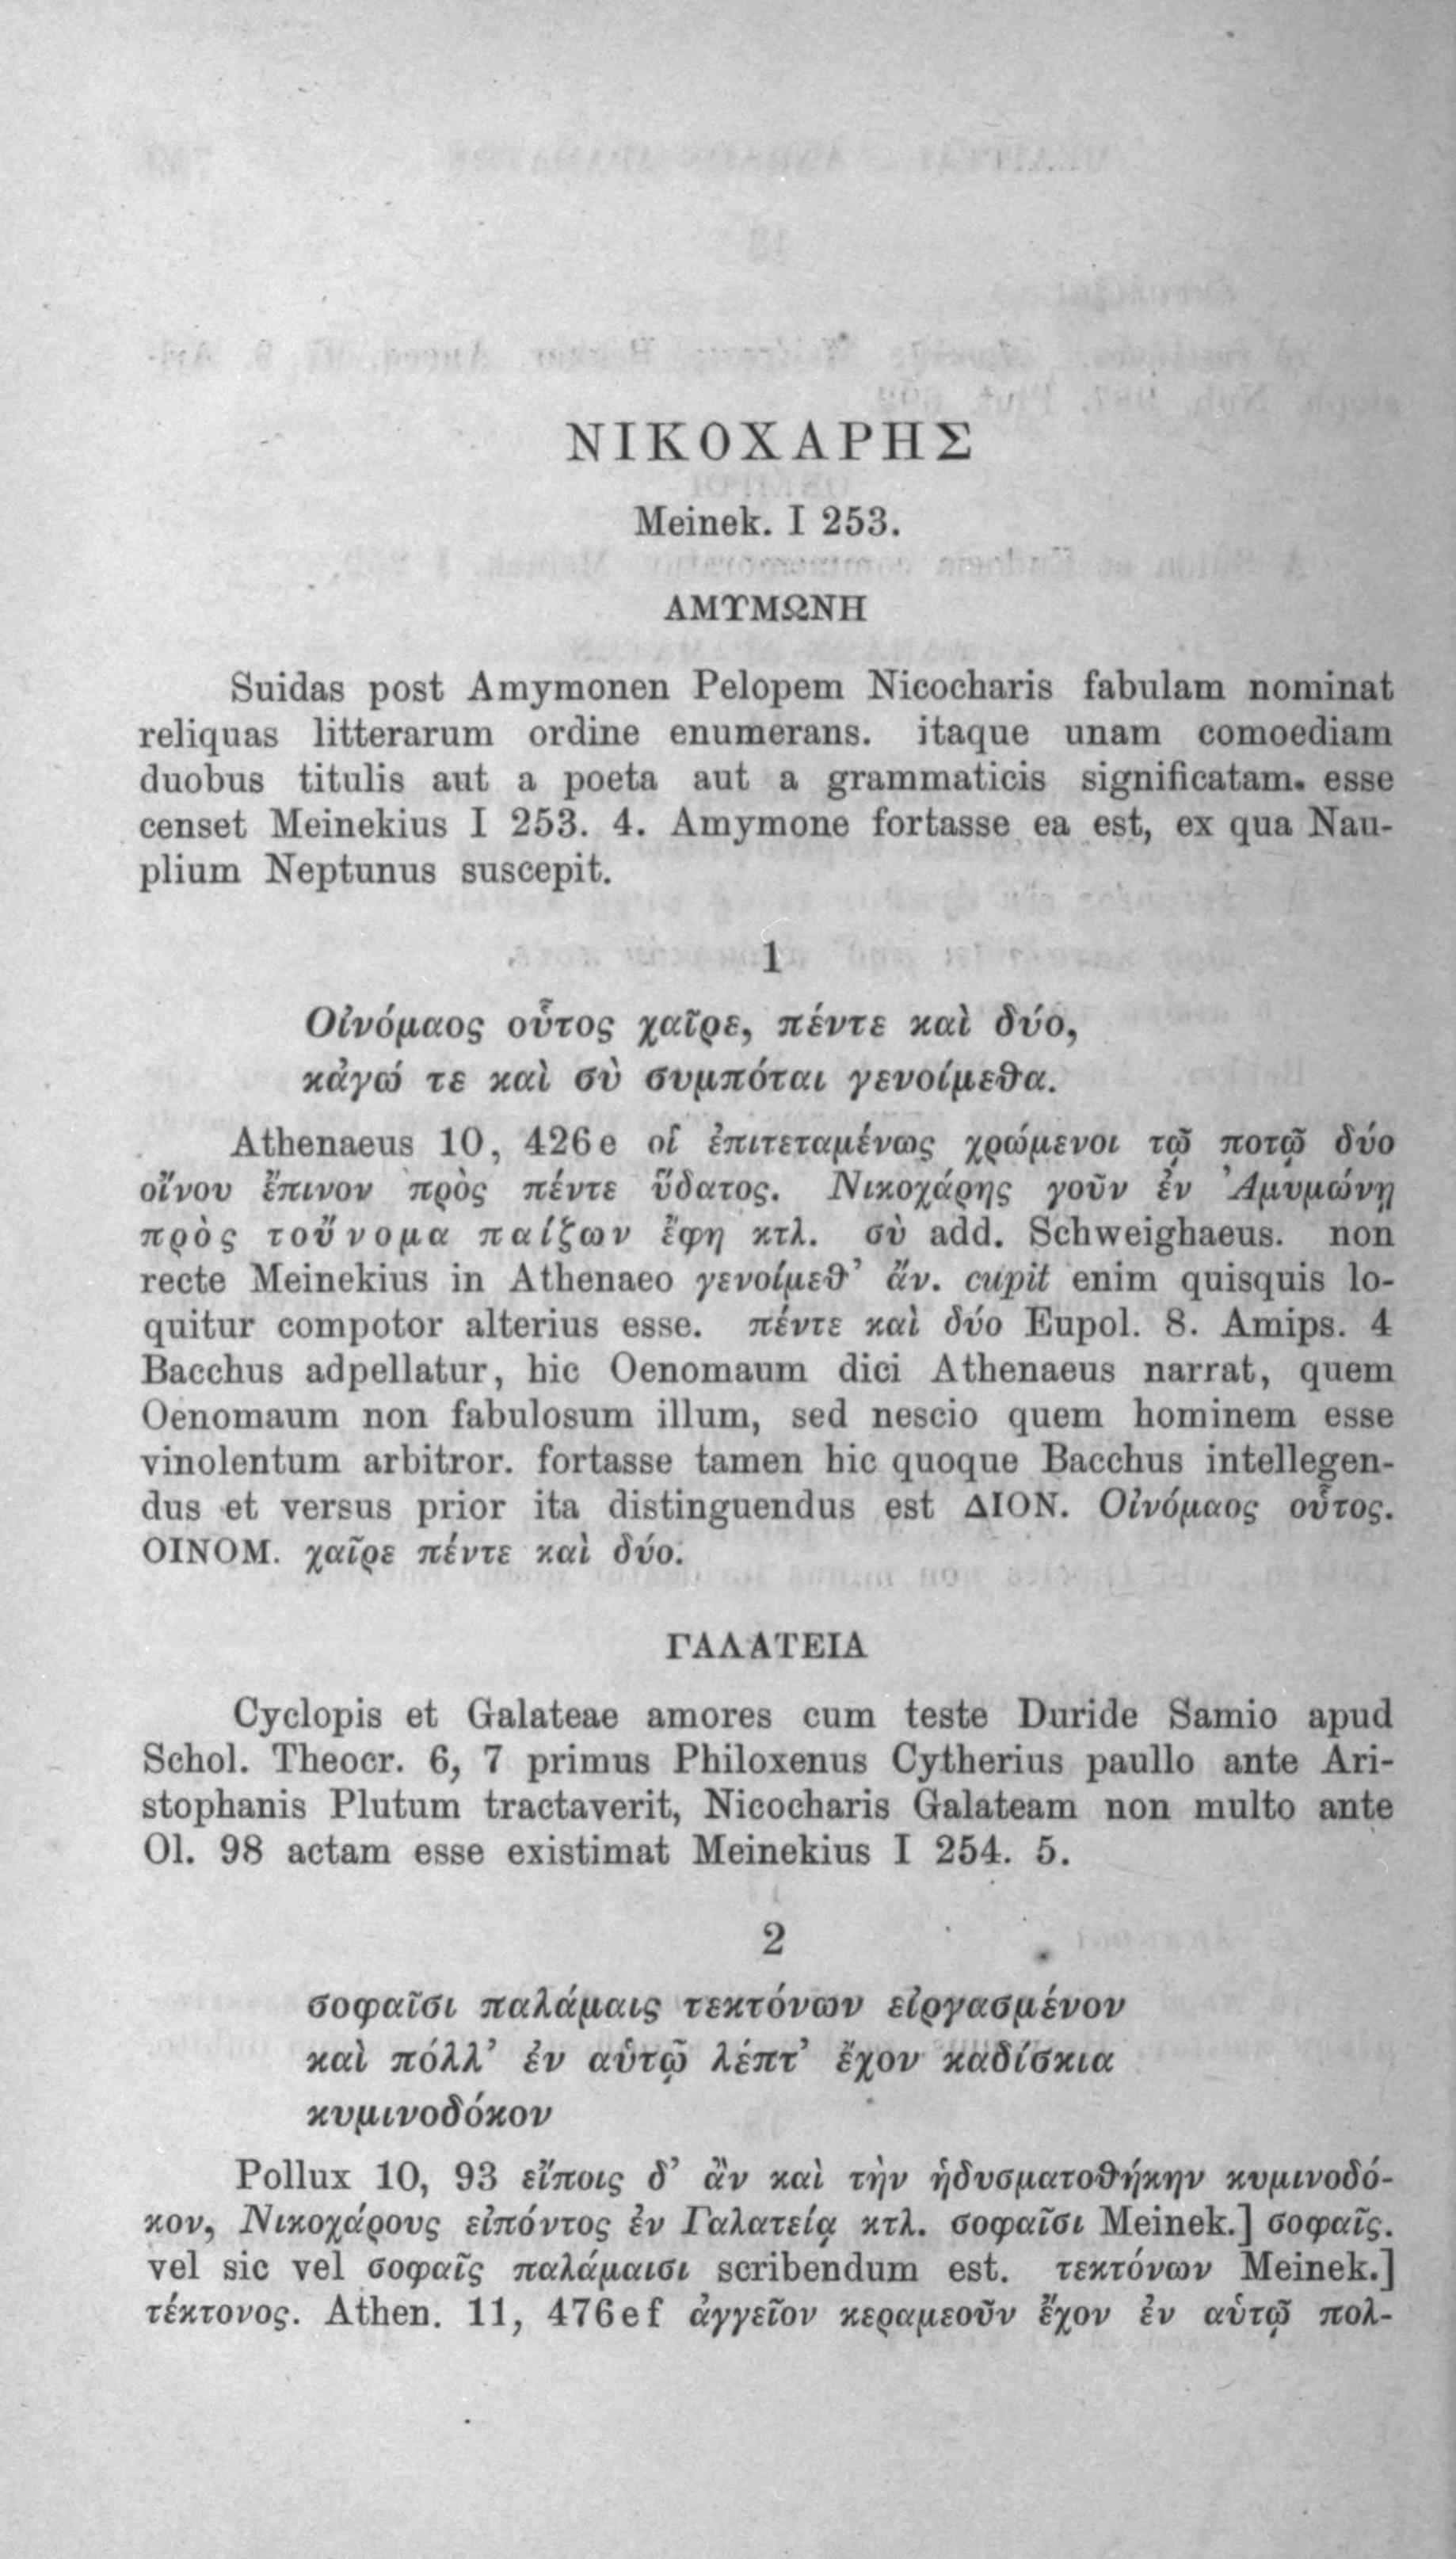 ΝΙΚΟΧΑΡΗΣ
Meinek. I 253.
ΑΜΥΜΩΝΗ
Suidas post Amymonen Pelopem Nicocharis fabulam nominat
reliquas litterarum ordine enumerans. itaque unam comoediam
duobus titulis aut a poeta aut a grammaticis significatam. esse
censet Meinekius I 253. 4. Amymone fortasse ea est, ex qua Nau-
plium Neptunus suscepit.
1
Οἰνόμαος οὗτος χαῖρε, πέντε καὶ δύο,
κἀγώ τε καὶ σὺ συμπόται γενοίμεθα.
Athenaeus 10, 426e οἱ ἐπιτεταμένως χρώμενοι τῷ ποτῷ δύο
οἴνου ἔπινον πρὸς πέντε ὕδατος. Νικοχάρης γοῦν ἐν Ἀμυμώνῃ
πρὸς τοὔνομα παίζων ἔφη κτλ. σὺ add. Schweighaeus. non
recte Meinekius in Athenaeo γενοίμεθ’ ἄν. cupit enim quisquis lo-
quitur compotor alterius esse. πέντε καὶ δύο Eupol. 8. Amips. 4
Bacchus adpellatur, hic Oenomaum dici Athenaeus narrat, quem
Oenomaum non fabulosum illum, sed nescio quem hominem esse
vinolentum arbitror. fortasse tamen hic quoque Bacchus intellegen-
dus et versus prior ita distinguendus est ΔΙΟΝ. Οἰνόμαος οὗτος.
ΟΙΝΟΜ. χαῖρε πέντε καὶ δύο.
ΓΑΛΑΤΕΙΑ
Cyclopis et Galateae amores cum teste Duride Samio apud
Schol. Theocr. 6, 7 primus Philoxenus Cytherius paullo ante Ari-
stophanis Plutum tractaverit, Nicocharis Galateam non multo ante
Ol. 98 actam esse existimat Meinekius I 254. 5.
2
σοφαῖσι παλάμαις τεκτόνων εἰργασμένον
καὶ πόλλ’ ἐν αὑτῷ λέπτ’ ἔχον καδίσκια
κυμινοδόκον
Pollux 10, 93 εἴποις δ’ ἂν καὶ τὴν ἡδυσματοθήκην κυμινοδό-
κον, Νικοχάρους εἰπόντος ἐν Γαλατείᾳ κτλ. σοφαῖσι Meinek.] σοφαῖς.
vel sic vel σοφαῖς παλάμαισι scribendum est. τεκτόνων Meinek.]
τέκτονος. Athen. 11, 476ef ἀγγεῖον κεραμεοῦν ἔχον ἐν αὑτῷ πολ-